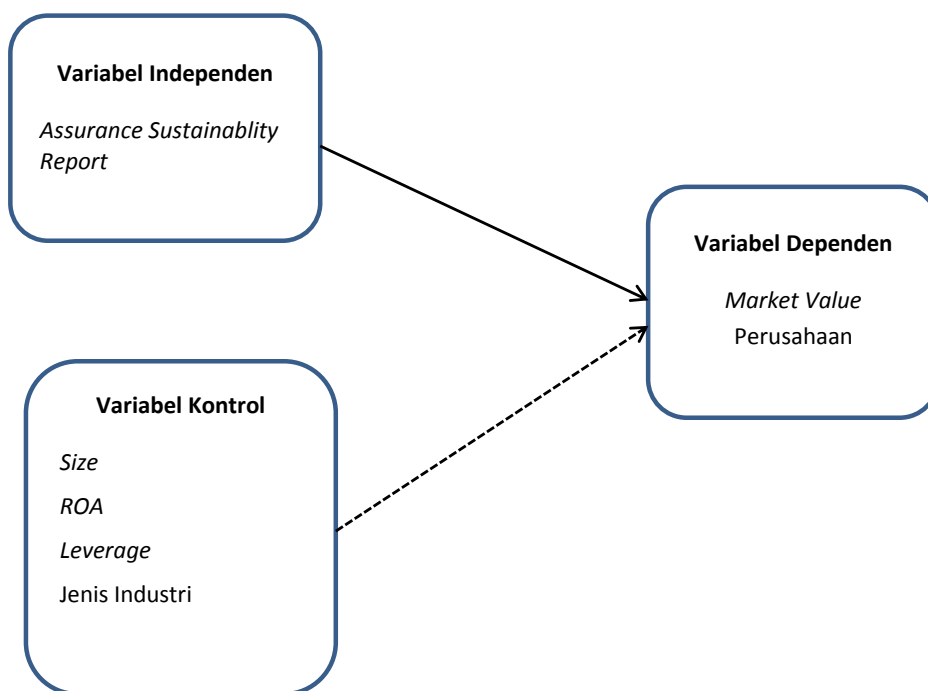 Variabel Independen
Assurance Sustainablity
Report
Variabel Dependen
Market Value
Perusahaan
Variabel Kontrol
Size
ROA
Leverage
Jenis Industri